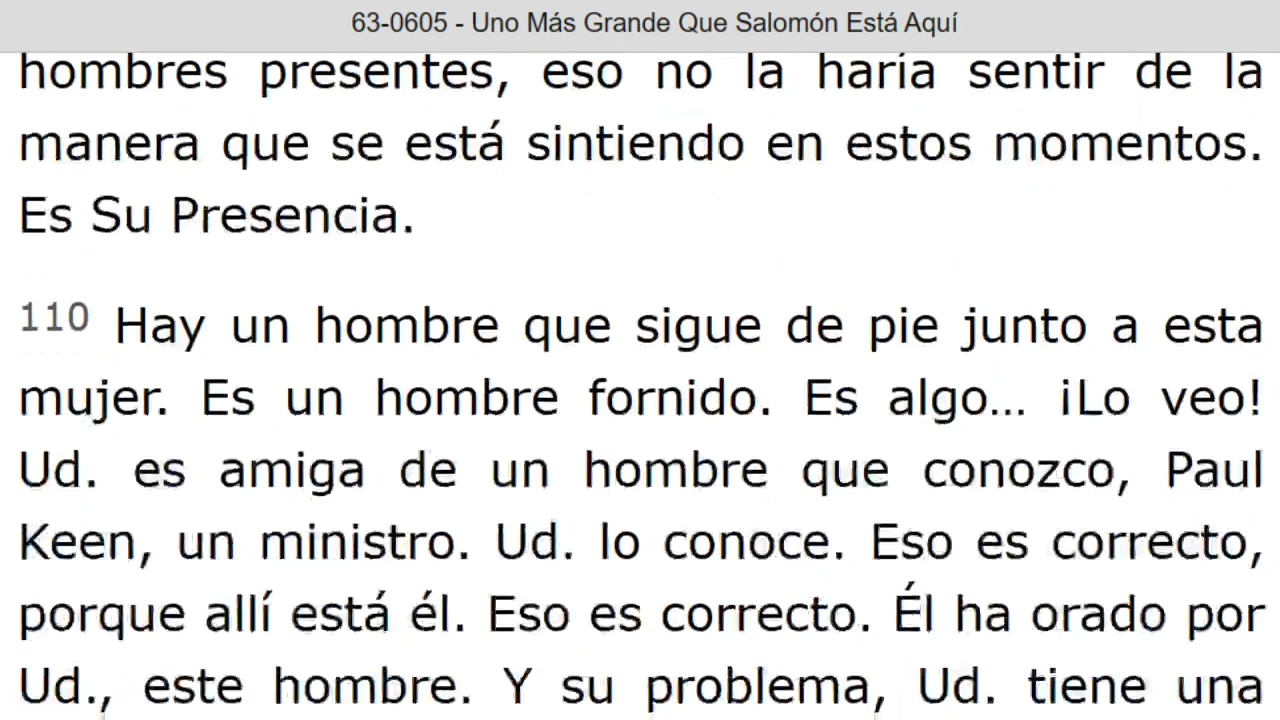 63-0605 - Uno Más Grande Que Salomón Está Aquí
hombres presentes, eso no la haría sentir de la
manera que se está sintiendo en estos momentos.
Es Su Presencia.
110 Hay un hombre que sigue de pie junto a esta
mujer. Es un hombre fornido. Es algo... ¡Lo veo!
Ud. es amiga de un hombre que conozco, Paul
Keen, un ministro. Ud. lo conoce. Eso es correcto,
porque allí está él. Eso es correcto. Él ha orado por
Ud., este hombre. Y su problema, Ud. tiene una